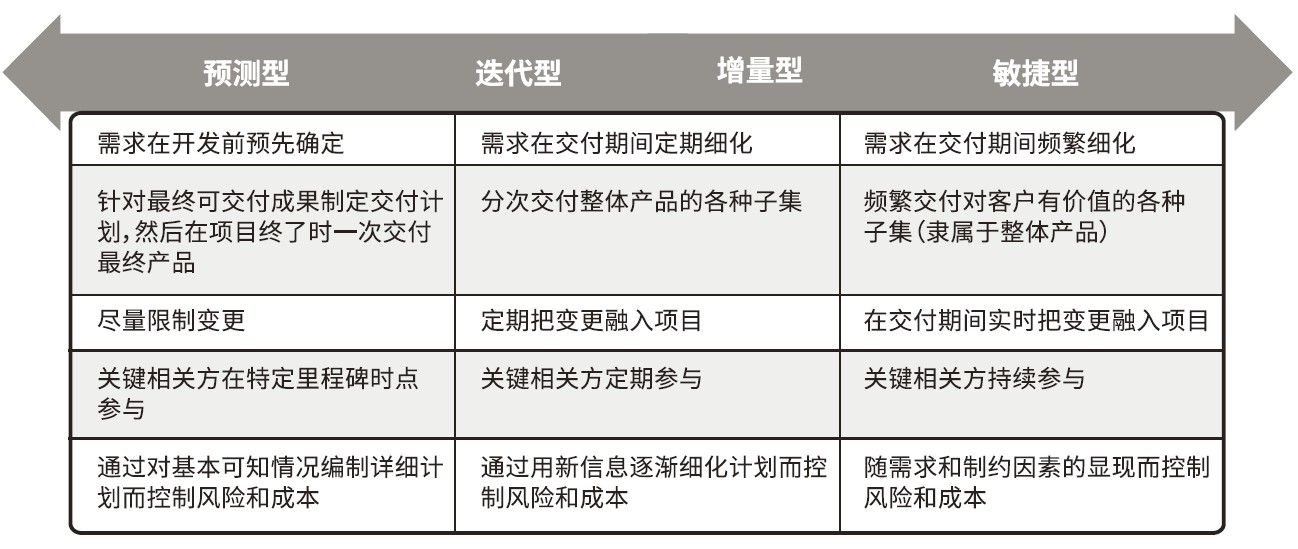 预测型 迭代型 增量型 敏捷型
需求在开发前预先确定
需求在交付期间定期细化
需求在交付期间频繁细化
针对最终可交付成果制定交付计
划,然后在项目终了时一次交付
最终产品
分次交付整体产品的各种子集
频繁交付对客户有价值的各种
子集(隶属于整体产品)
尽量限制变更
定期把变更融入项目
在交付期间实时把变更融入项目
关键相关方在特定里程碑时点
参与
关键相关方定期参与
关键相关方持续参与
通过对基本可知情况编制详细计
划而控制风险和成本
通过用新信息逐渐细化计划而控
制风险和成本
随需求和制约因素的显现而控制
风险和成本